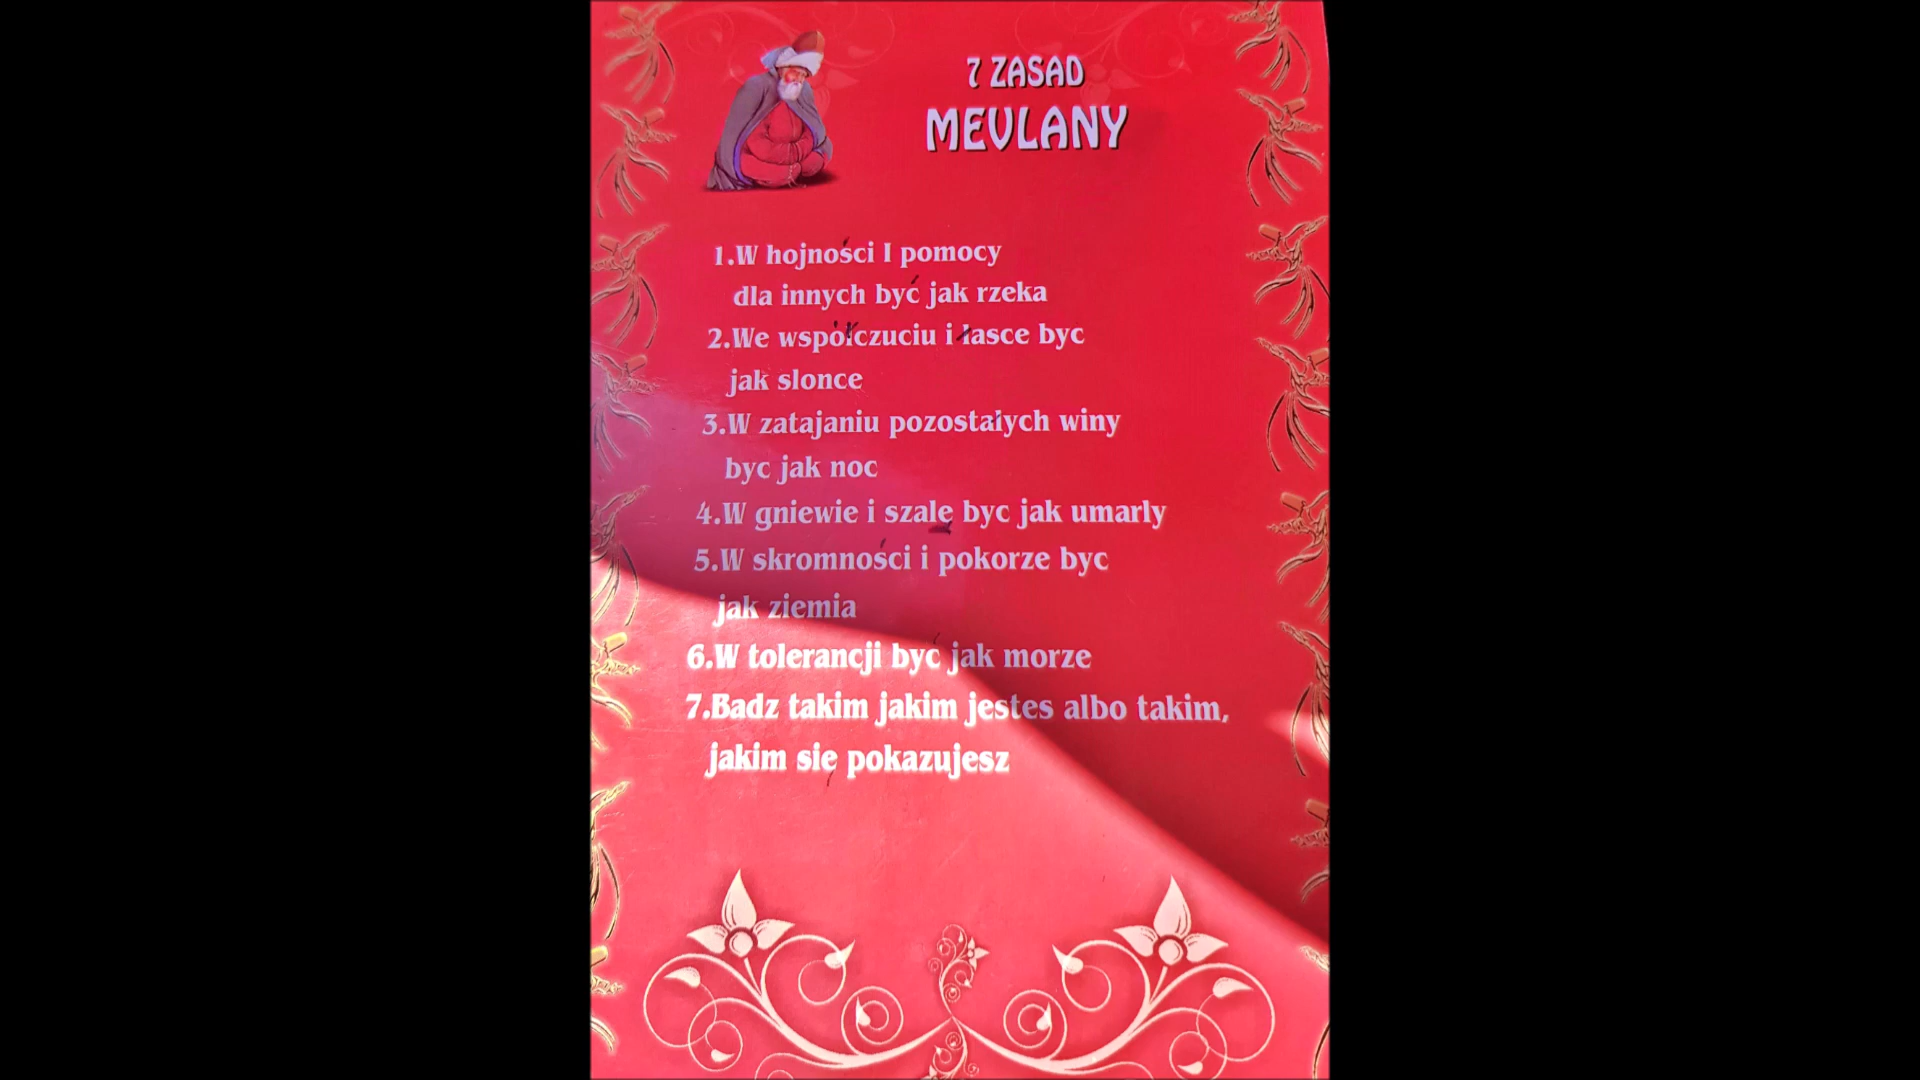 7 ZASAD
MEVLANY
1.W hojności I pomocy
dla innych być jak rzeka
2.We współczuciu i łasce byc
jak slonce
3.W zatajaniu pozostałych winy
byc jak noc
4.W gniewie i szale byc jak umarly
5.W skromności i pokorze byc
jak ziemia
6.W tolerancji być jak morze
7.Badz takim jakim jestes albo takim,
jakim się pokazujesz